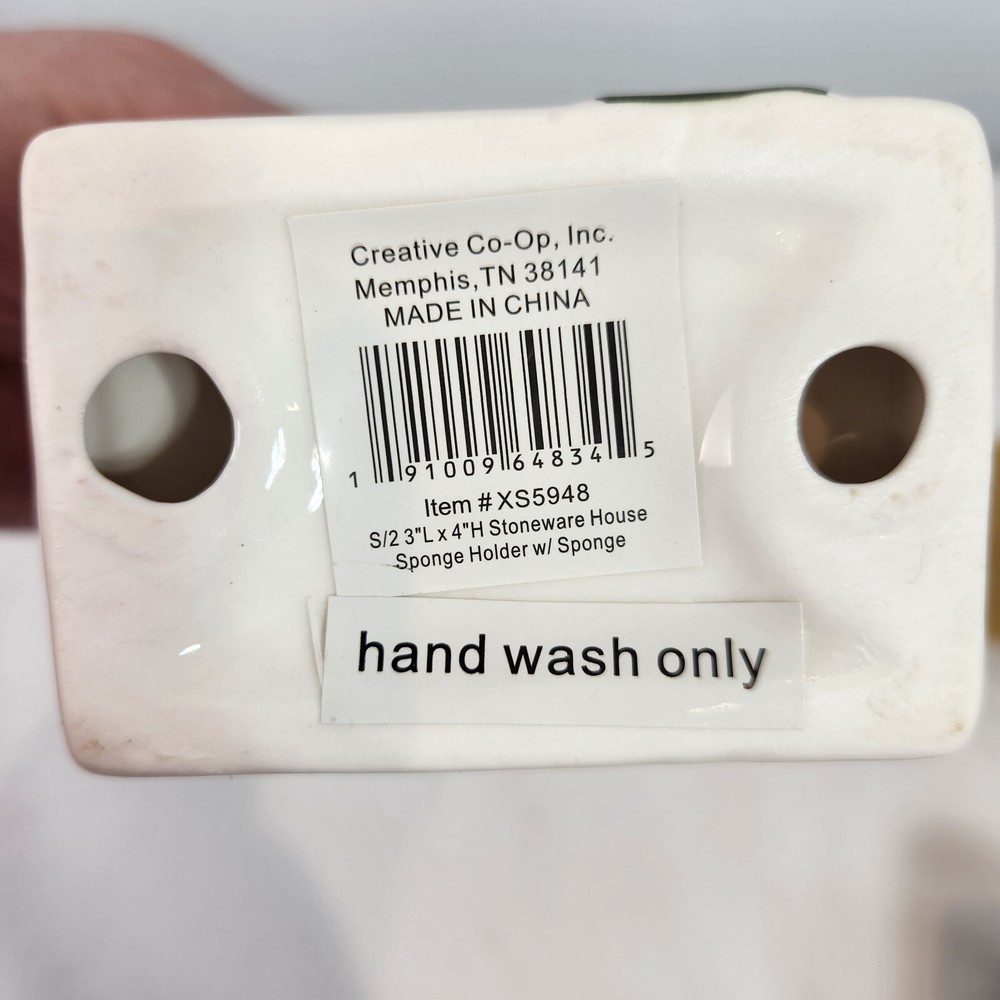 Creative Co-Op, Inc.
Memphis,TN 38141
MADE IN CHINA
1 91009 64834 5
Item # XS5948
S/2 3"L x 4"H Stoneware House
Sponge Holder w/ Sponge
hand wash only